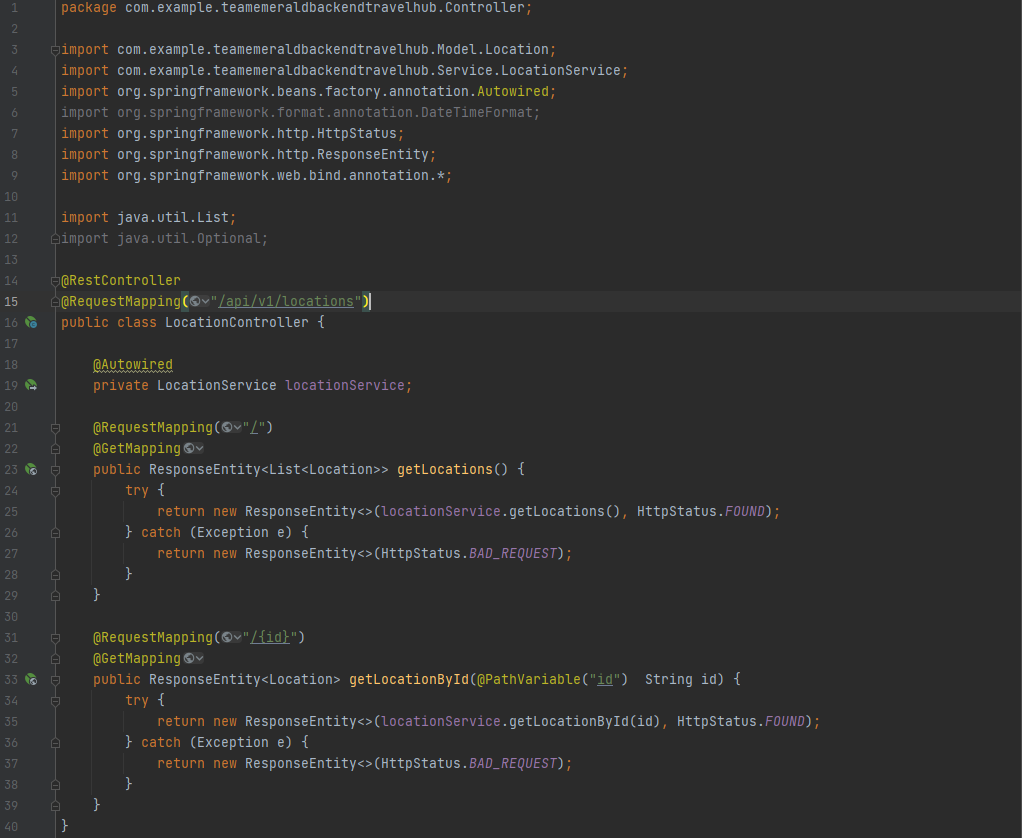 1 package com.example.teamemeraldbackendtravelhub.Controller;
2
3 import com.example.teamemeraldbackendtravelhub.Model.Location;
4 import com.example.teamemeraldbackendtravelhub.Service.LocationService;
5 import org.springframework.beans.factory.annotation.Autowired;
6 import org.springframework.format.annotation.DateTimeFormat;
7 import org.springframework.http.HttpStatus;
8 import org.springframework.http.ResponseEntity;
9 import org.springframework.web.bind.annotation.*;
10
11 import java.util.List;
12 import java.util.Optional;
13
14 @RestController
15 @RequestMapping("/api/v1/locations")
16 public class LocationController {
17
18     @Autowired
19     private LocationService locationService;
20
21     @RequestMapping("/")
22     @GetMapping
23     public ResponseEntity<List<Location>> getLocations() {
24         try {
25             return new ResponseEntity<>(locationService.getLocations(), HttpStatus.FOUND);
26         } catch (Exception e) {
27             return new ResponseEntity<>(HttpStatus.BAD_REQUEST);
28         }
29     }
30
31     @RequestMapping("/{id}")
32     @GetMapping
33     public ResponseEntity<Location> getLocationById(@PathVariable("id")  String id) {
34         try {
35             return new ResponseEntity<>(locationService.getLocationById(id), HttpStatus.FOUND);
36         } catch (Exception e) {
37             return new ResponseEntity<>(HttpStatus.BAD_REQUEST);
38         }
39     }
40 }